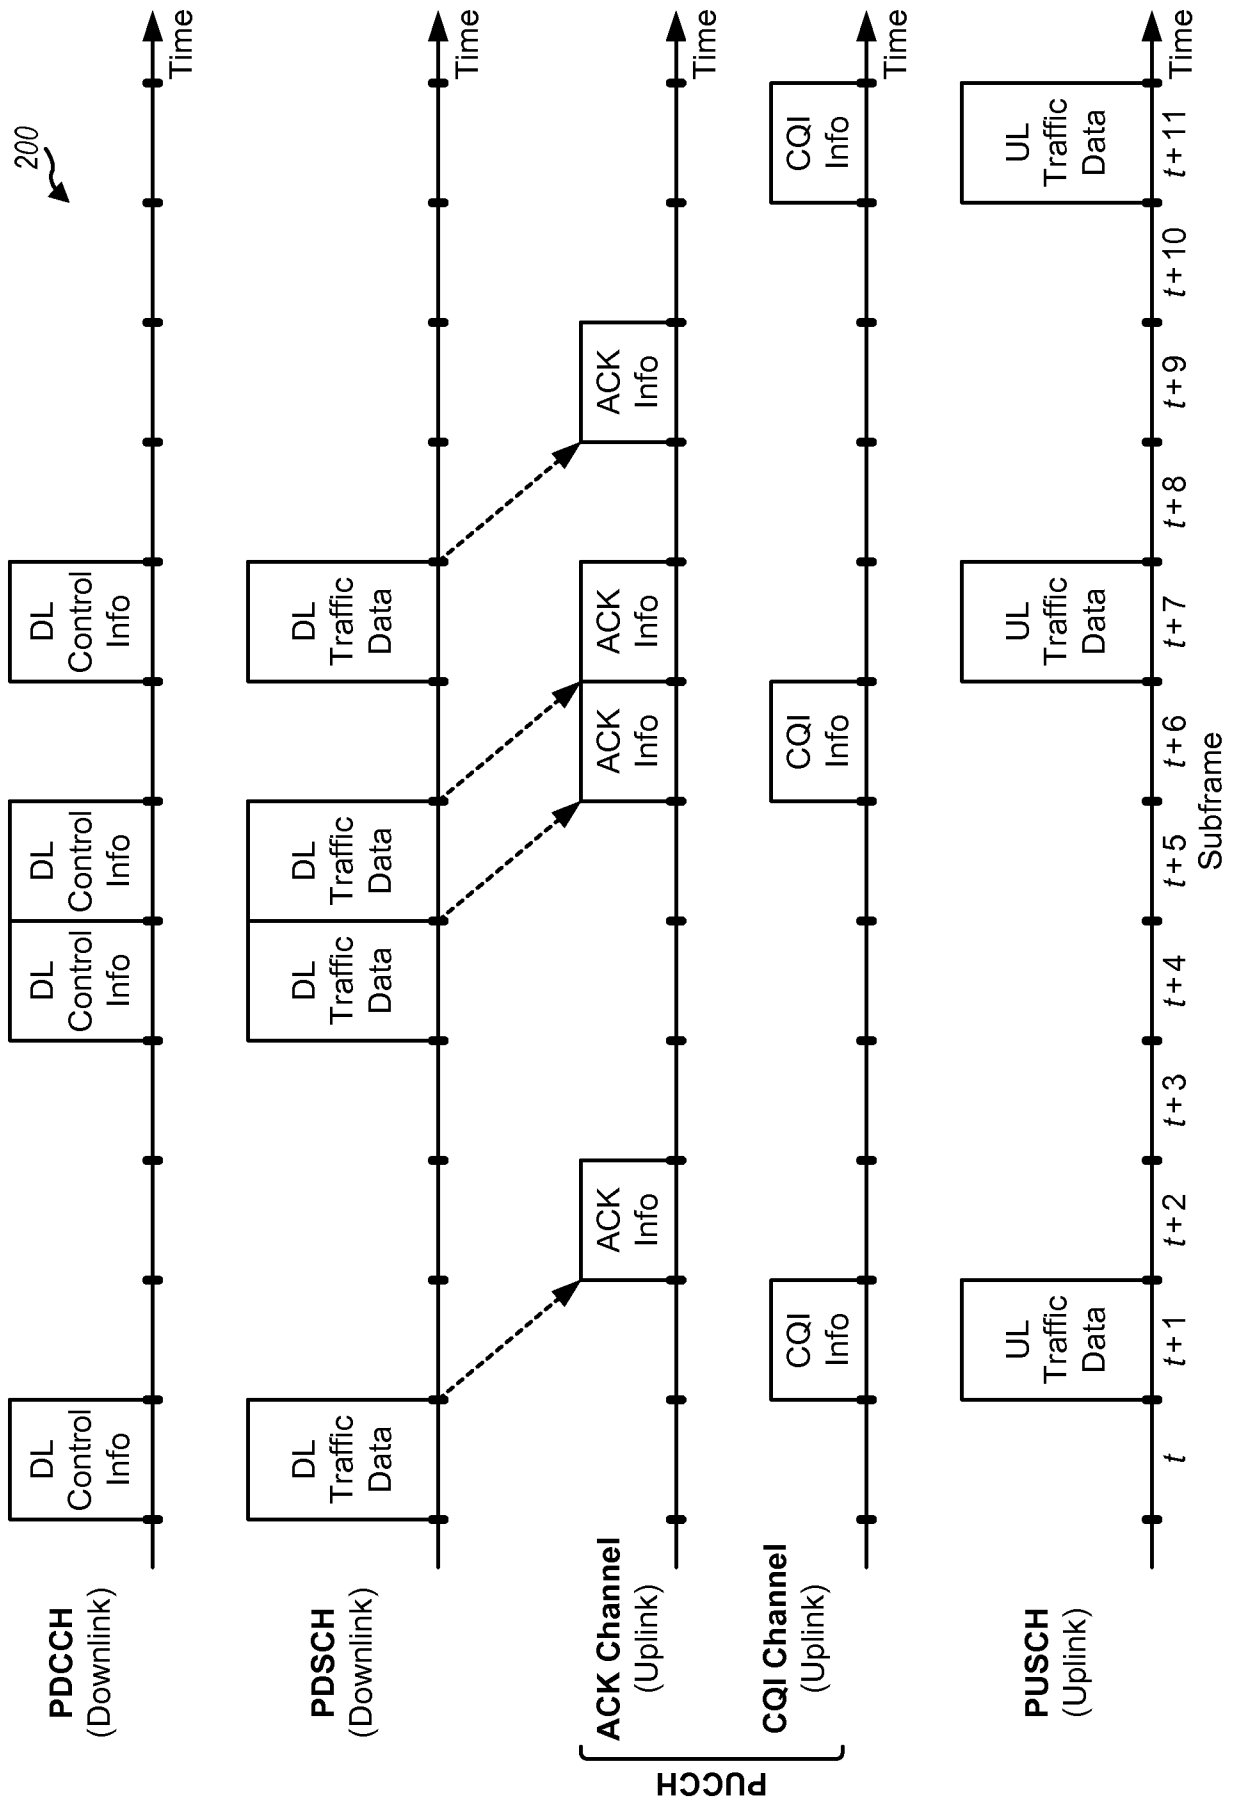 200
PDCCH
(Downlink)
DL
Control
Info
DL
Control
Info
DL
Control
Info
DL
Control
Info
Time
PDSCH
(Downlink)
DL
Traffic
Data
DL
Traffic
Data
DL
Traffic
Data
DL
Traffic
Data
Time
PUCCH
ACK Channel
(Uplink)
ACK
Info
ACK
Info
ACK
Info
ACK
Info
Time
CQI Channel
(Uplink)
CQI
Info
CQI
Info
CQI
Info
Time
PUSCH
(Uplink)
UL
Traffic
Data
UL
Traffic
Data
UL
Traffic
Data
Time
t t+1 t+2 t+3 t+4 t+5 t+6 t+7 t+8 t+9 t+10 t+11
Subframe